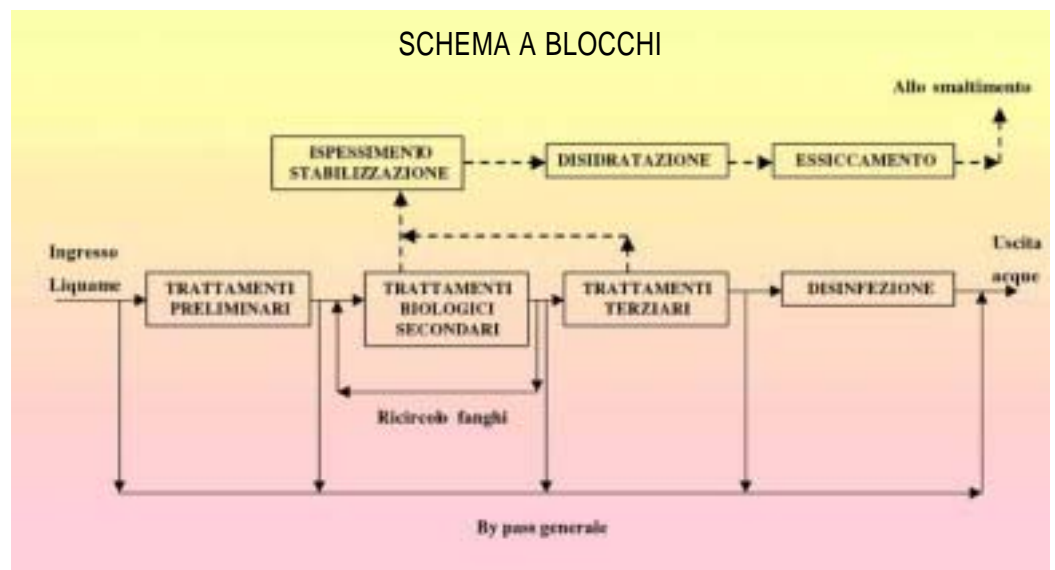 SCHEMA A BLOCCHI
Allo smaltimento
ISPESSIMENTO
STABILIZZAZIONE
DISIDRATAZIONE
ESSICCAMENTO
Ingresso
Liquame
TRATTAMENTI
PRELIMINARI
TRATTAMENTI
BIOLOGICI
SECONDARI
TRATTAMENTI
TERZIARI
DISINFEZIONE
Uscita
acque
Ricircolo fanghi
By pass generale